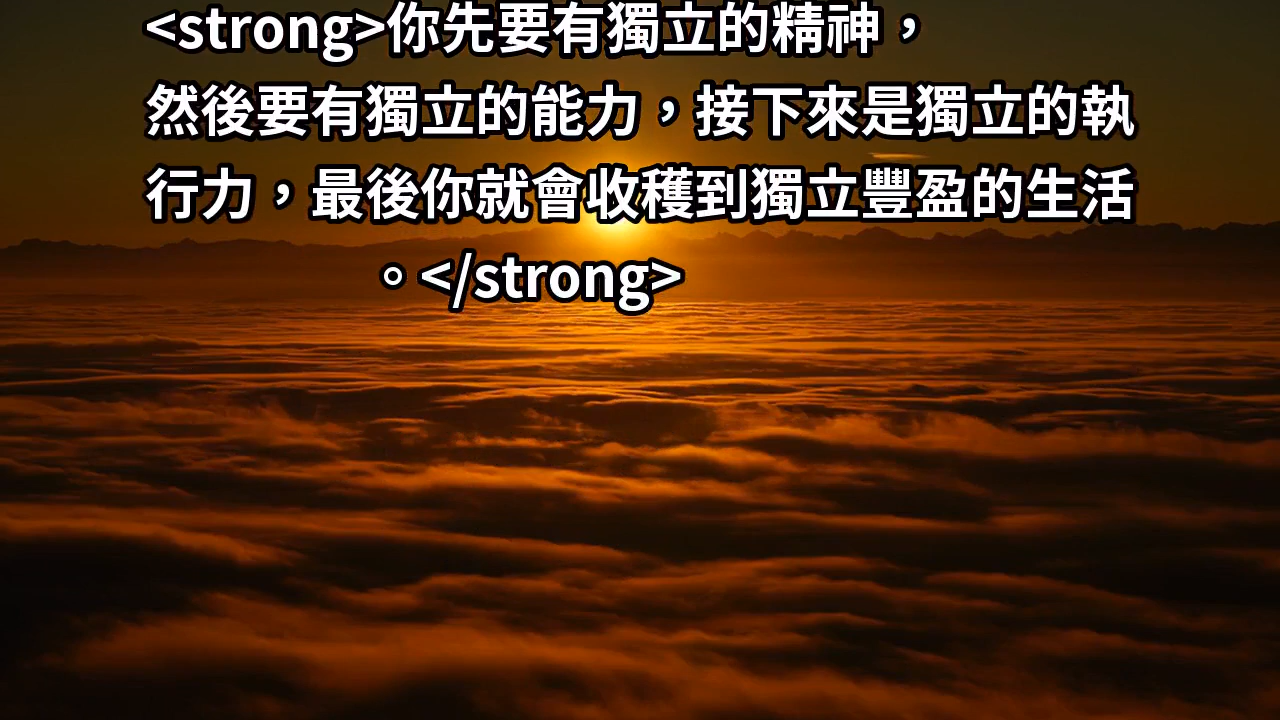 <strong>你先要有獨立的精神，
然後要有獨立的能力，接下來是獨立的執
行力，最後你就會收穫到獨立豐盈的生活
。</strong>